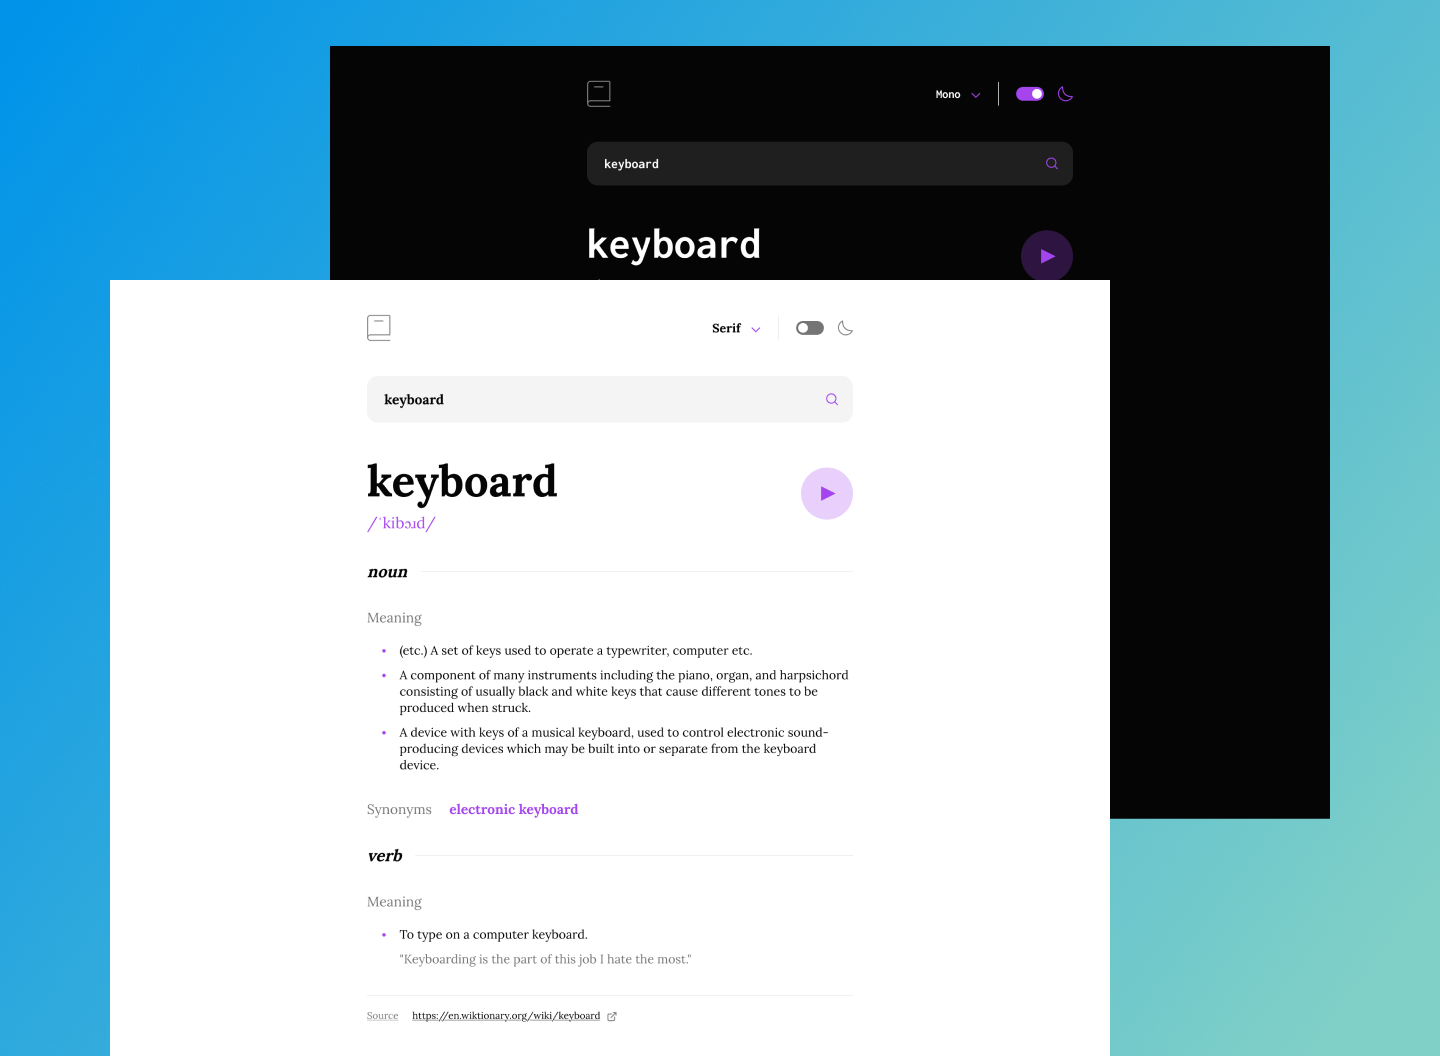 Mono
keyboard
keyboard
Serif
keyboard
keyboard
/ˈkibɔɹd/
noun
Meaning
(etc.) A set of keys used to operate a typewriter, computer etc.
A component of many instruments including the piano, organ, and harpsichord
consisting of usually black and white keys that cause different tones to be
produced when struck.
A device with keys of a musical keyboard, used to control electronic sound-
producing devices which may be built into or separate from the keyboard
device.
Synonyms electronic keyboard
verb
Meaning
To type on a computer keyboard.
"Keyboarding is the part of this job I hate the most."
Source https://en.wiktionary.org/wiki/keyboard